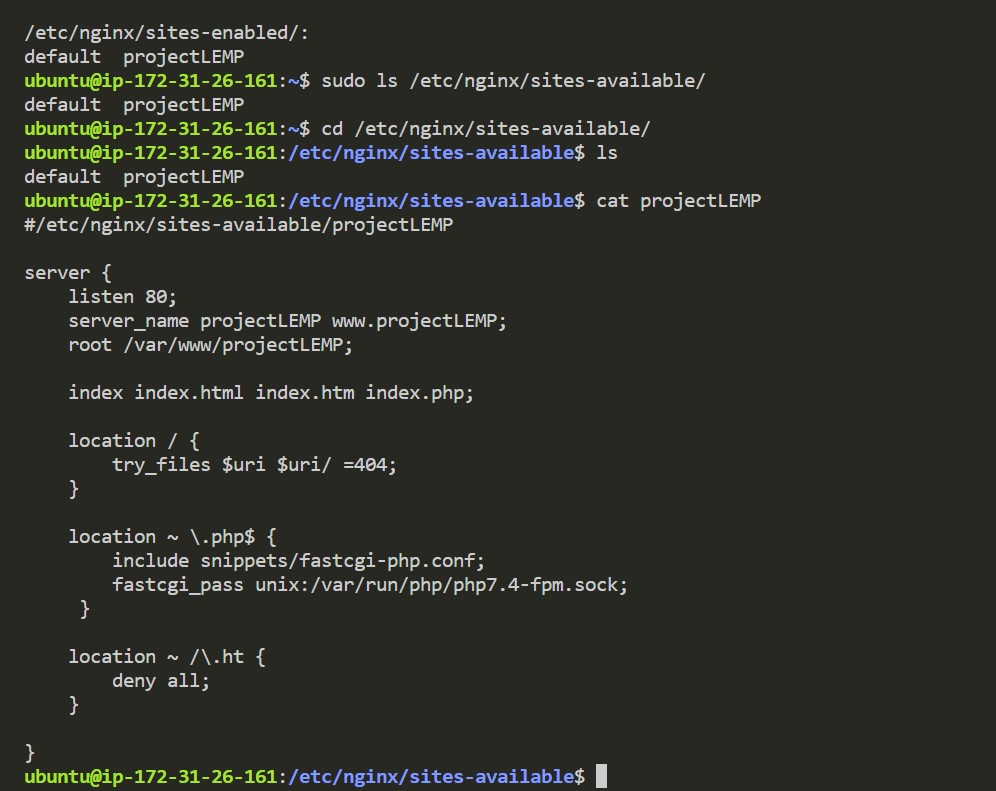 /etc/nginx/sites-enabled/:
default  projectLEMP
ubuntu@ip-172-31-26-161:~$ sudo ls /etc/nginx/sites-available/
default  projectLEMP
ubuntu@ip-172-31-26-161:~$ cd /etc/nginx/sites-available/
ubuntu@ip-172-31-26-161:/etc/nginx/sites-available$ ls
default  projectLEMP
ubuntu@ip-172-31-26-161:/etc/nginx/sites-available$ cat projectLEMP
#/etc/nginx/sites-available/projectLEMP

server {
    listen 80;
    server_name projectLEMP www.projectLEMP;
    root /var/www/projectLEMP;

    index index.html index.htm index.php;

    location / {
        try_files $uri $uri/ =404;
    }

    location ~ \.php$ {
        include snippets/fastcgi-php.conf;
        fastcgi_pass unix:/var/run/php/php7.4-fpm.sock;
     }

    location ~ /\.ht {
        deny all;
    }

}
ubuntu@ip-172-31-26-161:/etc/nginx/sites-available$